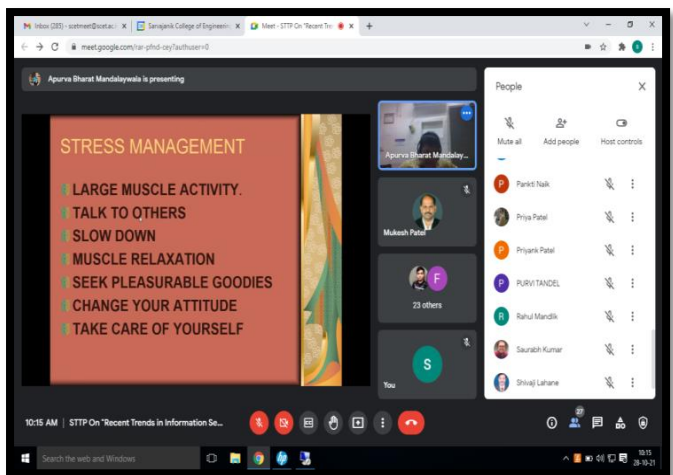 Inbox (285) - scetmeet@scet.ac.i
Sarvajanik College of Engineerin
Meet - STTP On "Recent Tren
meet.google.com/rar-pfnd-cey?authuser=0
Apurva Bharat Mandalaywala is presenting
STRESS MANAGEMENT
LARGE MUSCLE ACTIVITY.
TALK TO OTHERS
SLOW DOWN
MUSCLE RELAXATION
SEEK PLEASURABLE GOODIES
CHANGE YOUR ATTITUDE
TAKE CARE OF YOURSELF
Apurva Bharat Mandalay...
Mukesh Patel
F
23 others
S
You
People
Mute all
Add people
Host controls
P Pankti Naik
Priya Patel
P Priyank Patel
P PURVI TANDEL
R Rahul Mandlik
Saurabh Kumar
Shivaji Lahane
10:15 AM | STTP On "Recent Trends in Information Se...
27
Search the web and Windows
10:15
28-10-21